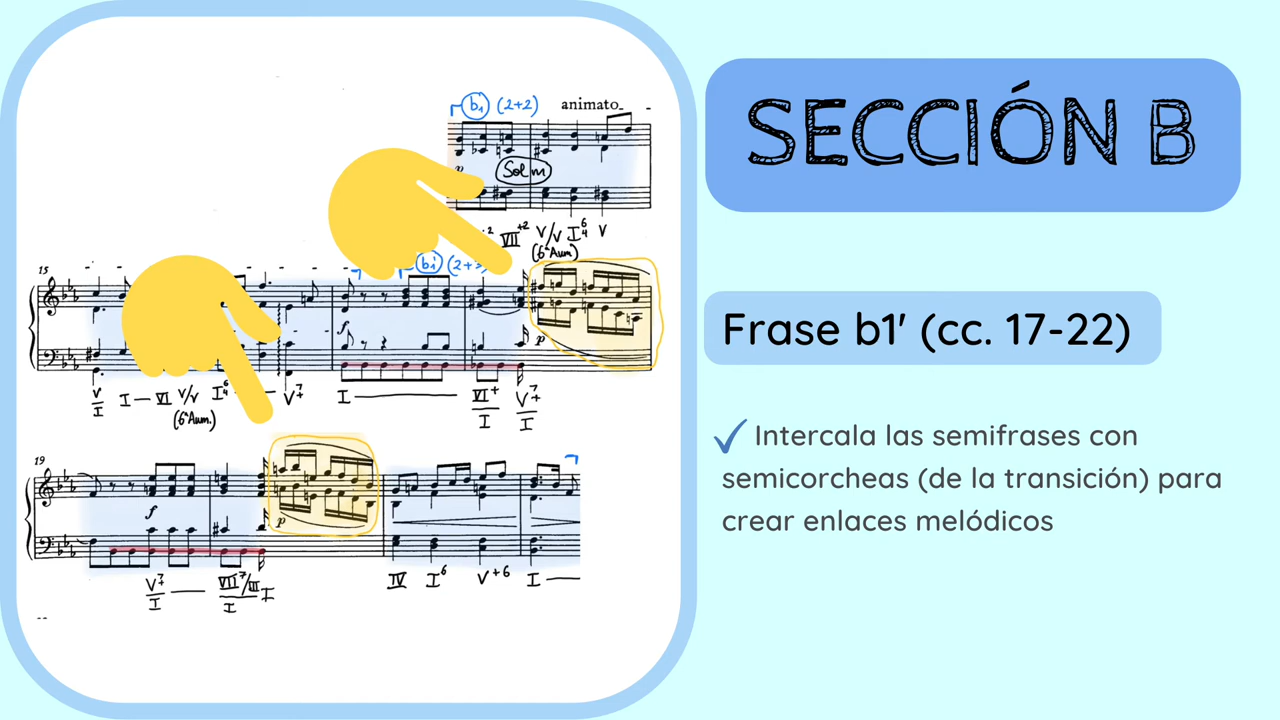 SECCIÓN B
Frase b1' (cc. 17-22)
✓ Intercala las semifrases con
semicorcheas (de la transición) para
crear enlaces melódicos
b1 (2+2) animato
Sol m
VII+2 V/V I6/4 V
(6ªAum)
15
b1' (2+
f
p
V/I I — VI V/V I6/4 — V7/+ I — VI+/I V7+/I
(6ªAum.)
19
f
p
V7/I — VII7/III/I I IV I6 V+6 I —